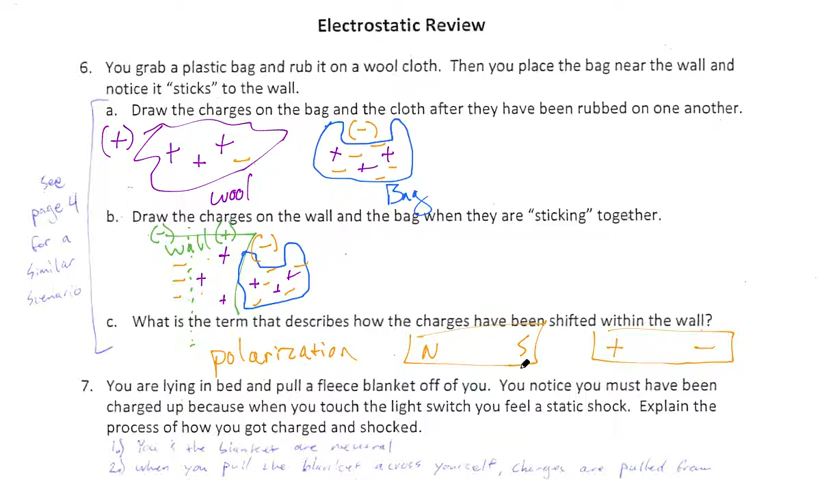 Electrostatic Review
6. You grab a plastic bag and rub it on a wool cloth. Then you place the bag near the wall and
notice it “sticks” to the wall.
a. Draw the charges on the bag and the cloth after they have been rubbed on one another.
(+) + + + − (−) + − − + − + − −
wool Bag
See
page 4
for a
similar
scenario
b. Draw the charges on the wall and the bag when they are “sticking” together.
(−) wall (+) (−)
− + − −
− + + − + + −
− + −
c. What is the term that describes how the charges have been shifted within the wall?
polarization N S + −
7. You are lying in bed and pull a fleece blanket off of you. You notice you must have been
charged up because when you touch the light switch you feel a static shock. Explain the
process of how you got charged and shocked.
1.) You & the blanket are neutral
2.) when you pull the blanket across yourself, charges are pulled from